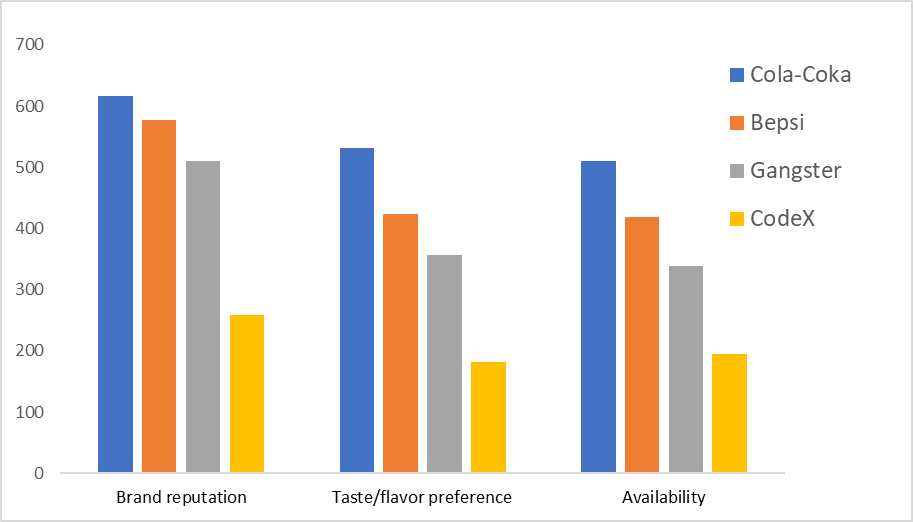 700
600
500
400
300
200
100
0
Brand reputation
Taste/flavor preference
Availability
Cola-Coka
Bepsi
Gangster
CodeX